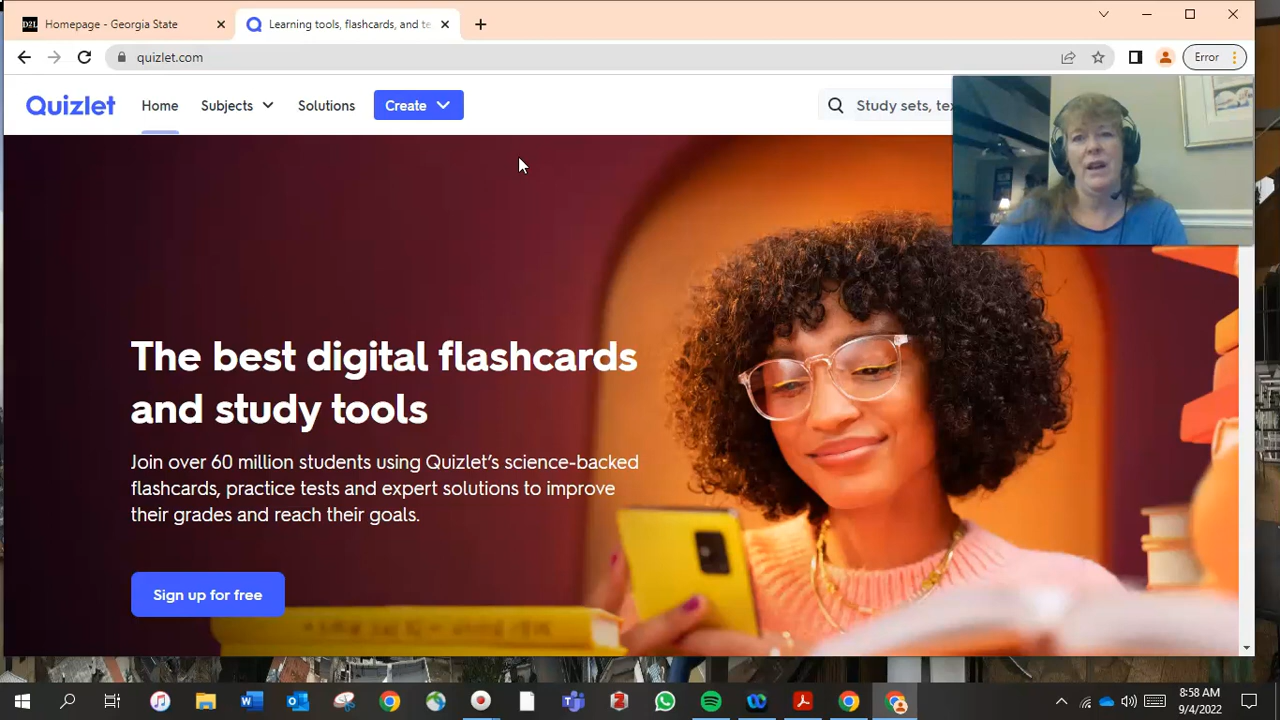 D2L
Homepage - Georgia State
Learning tools, flashcards, and te
quizlet.com
Error
Quizlet
Home
Subjects
Solutions
Create
Study sets, tex
The best digital flashcards
and study tools
Join over 60 million students using Quizlet's science-backed
flashcards, practice tests and expert solutions to improve
their grades and reach their goals.
Sign up for free
8:58 AM
9/4/2022